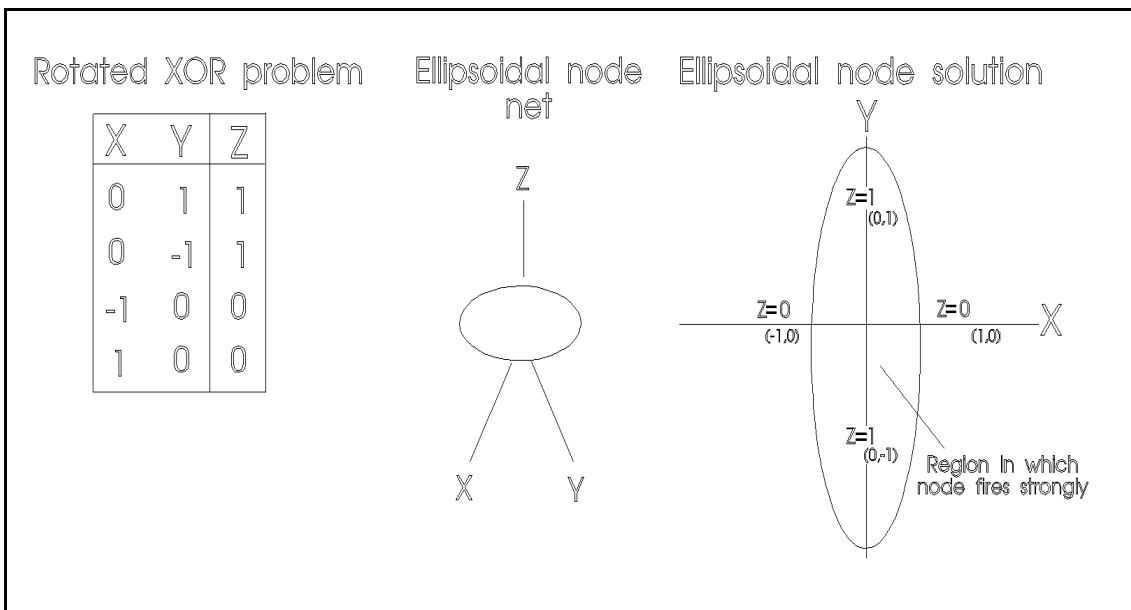 Rotated XOR problem
X Y Z
0 1 1
0 -1 1
-1 0 0
1 0 0
Ellipsoidal node
net
Z
X Y
Ellipsoidal node solution
Y
Z=1
(0,1)
Z=0
(-1,0)
Z=0
(1,0)
X
Z=1
(0,-1)
Region in which
node fires strongly